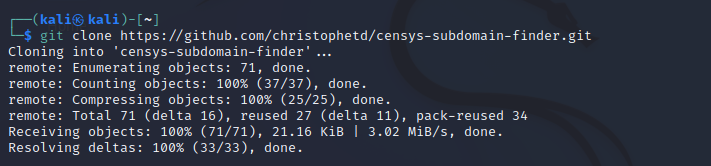 ┌──(kali㉿kali)-[~]
└─$ git clone https://github.com/christophetd/censys-subdomain-finder.git
Cloning into 'censys-subdomain-finder'...
remote: Enumerating objects: 71, done.
remote: Counting objects: 100% (37/37), done.
remote: Compressing objects: 100% (25/25), done.
remote: Total 71 (delta 16), reused 27 (delta 11), pack-reused 34
Receiving objects: 100% (71/71), 21.16 KiB | 3.02 MiB/s, done.
Resolving deltas: 100% (33/33), done.